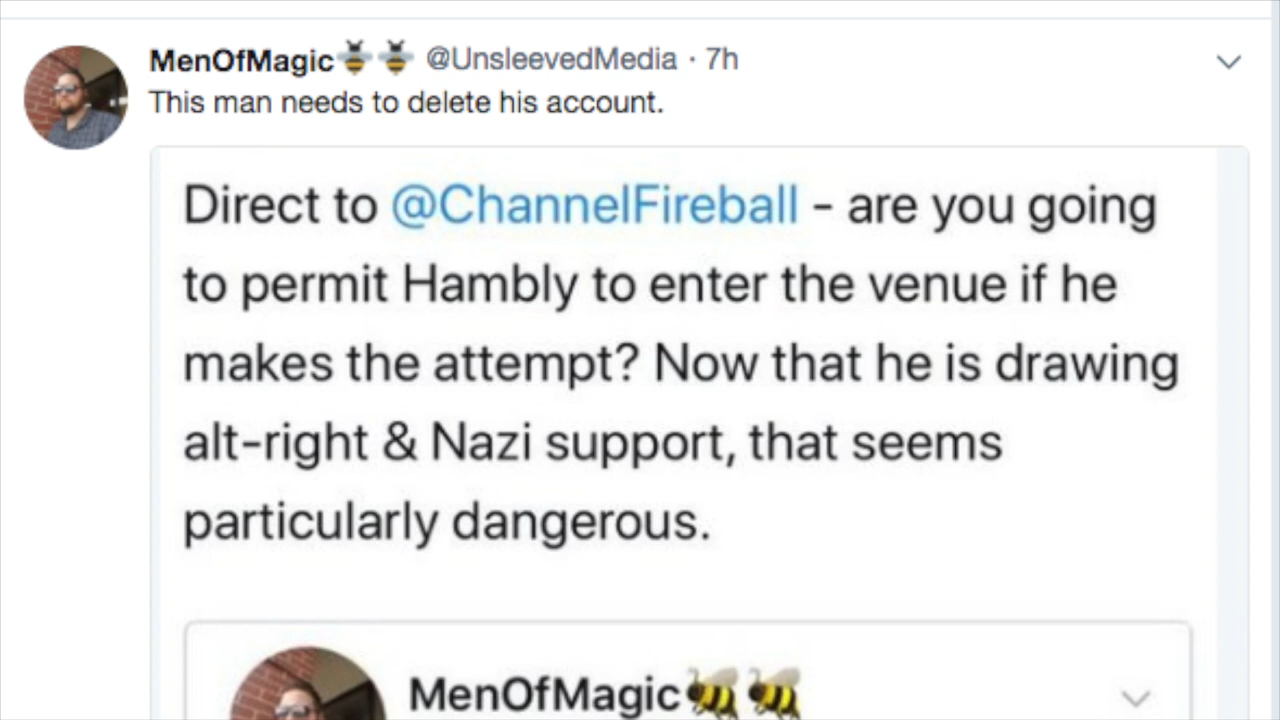 MenOfMagic🐝🐝 @UnsleevedMedia · 7h
This man needs to delete his account.
Direct to @ChannelFireball - are you going
to permit Hambly to enter the venue if he
makes the attempt? Now that he is drawing
alt-right & Nazi support, that seems
particularly dangerous.
MenOfMagic🐝🐝